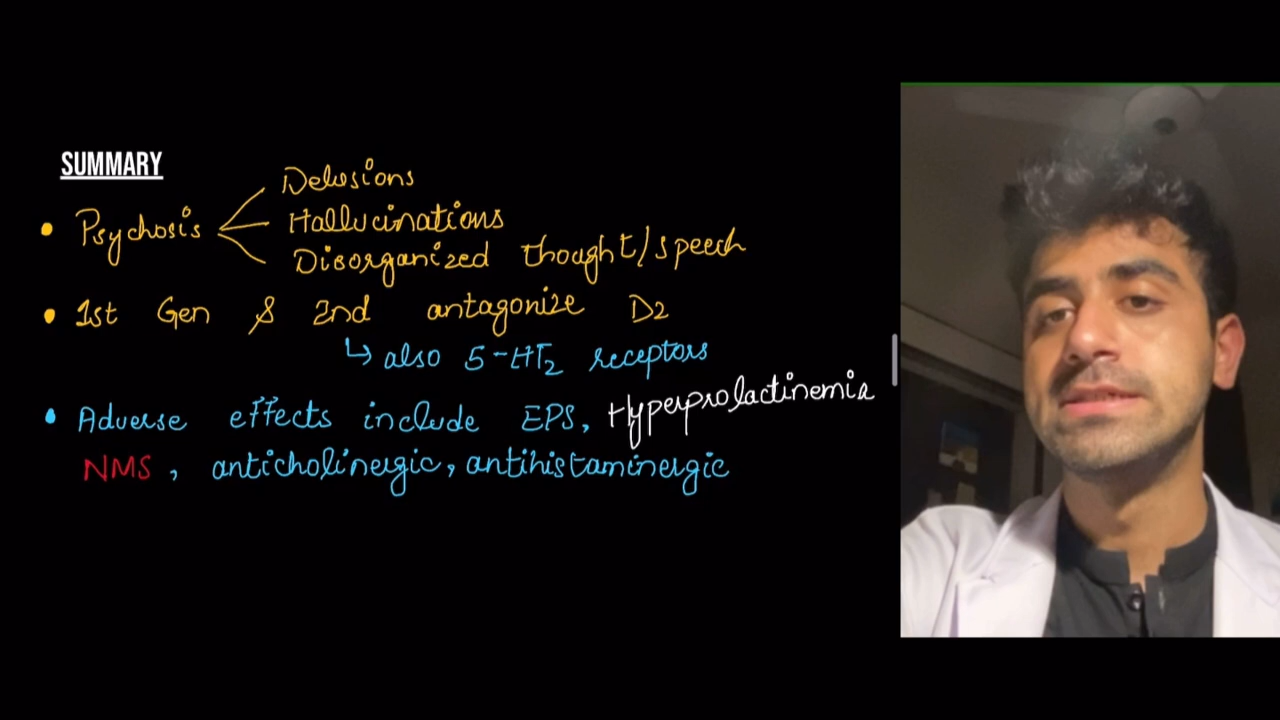 SUMMARY
• Psychosis
Delusions
Hallucinations
Disorganized thought/speech
• 1st Gen & 2nd antagonize D2
↳ also 5-HT₂ receptors
• Adverse effects include EPS, Hyperprolactinemia
NMS, anticholinergic, antihistaminergic